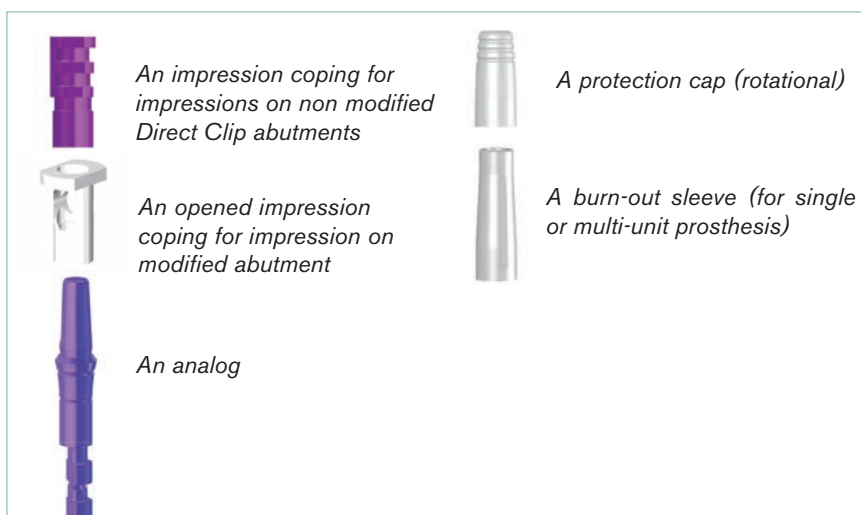 An impression coping for
impressions on non modified
Direct Clip abutments
An opened impression
coping for impression on
modified abutment
An analog
A protection cap (rotational)
A burn-out sleeve (for single
or multi-unit prosthesis)